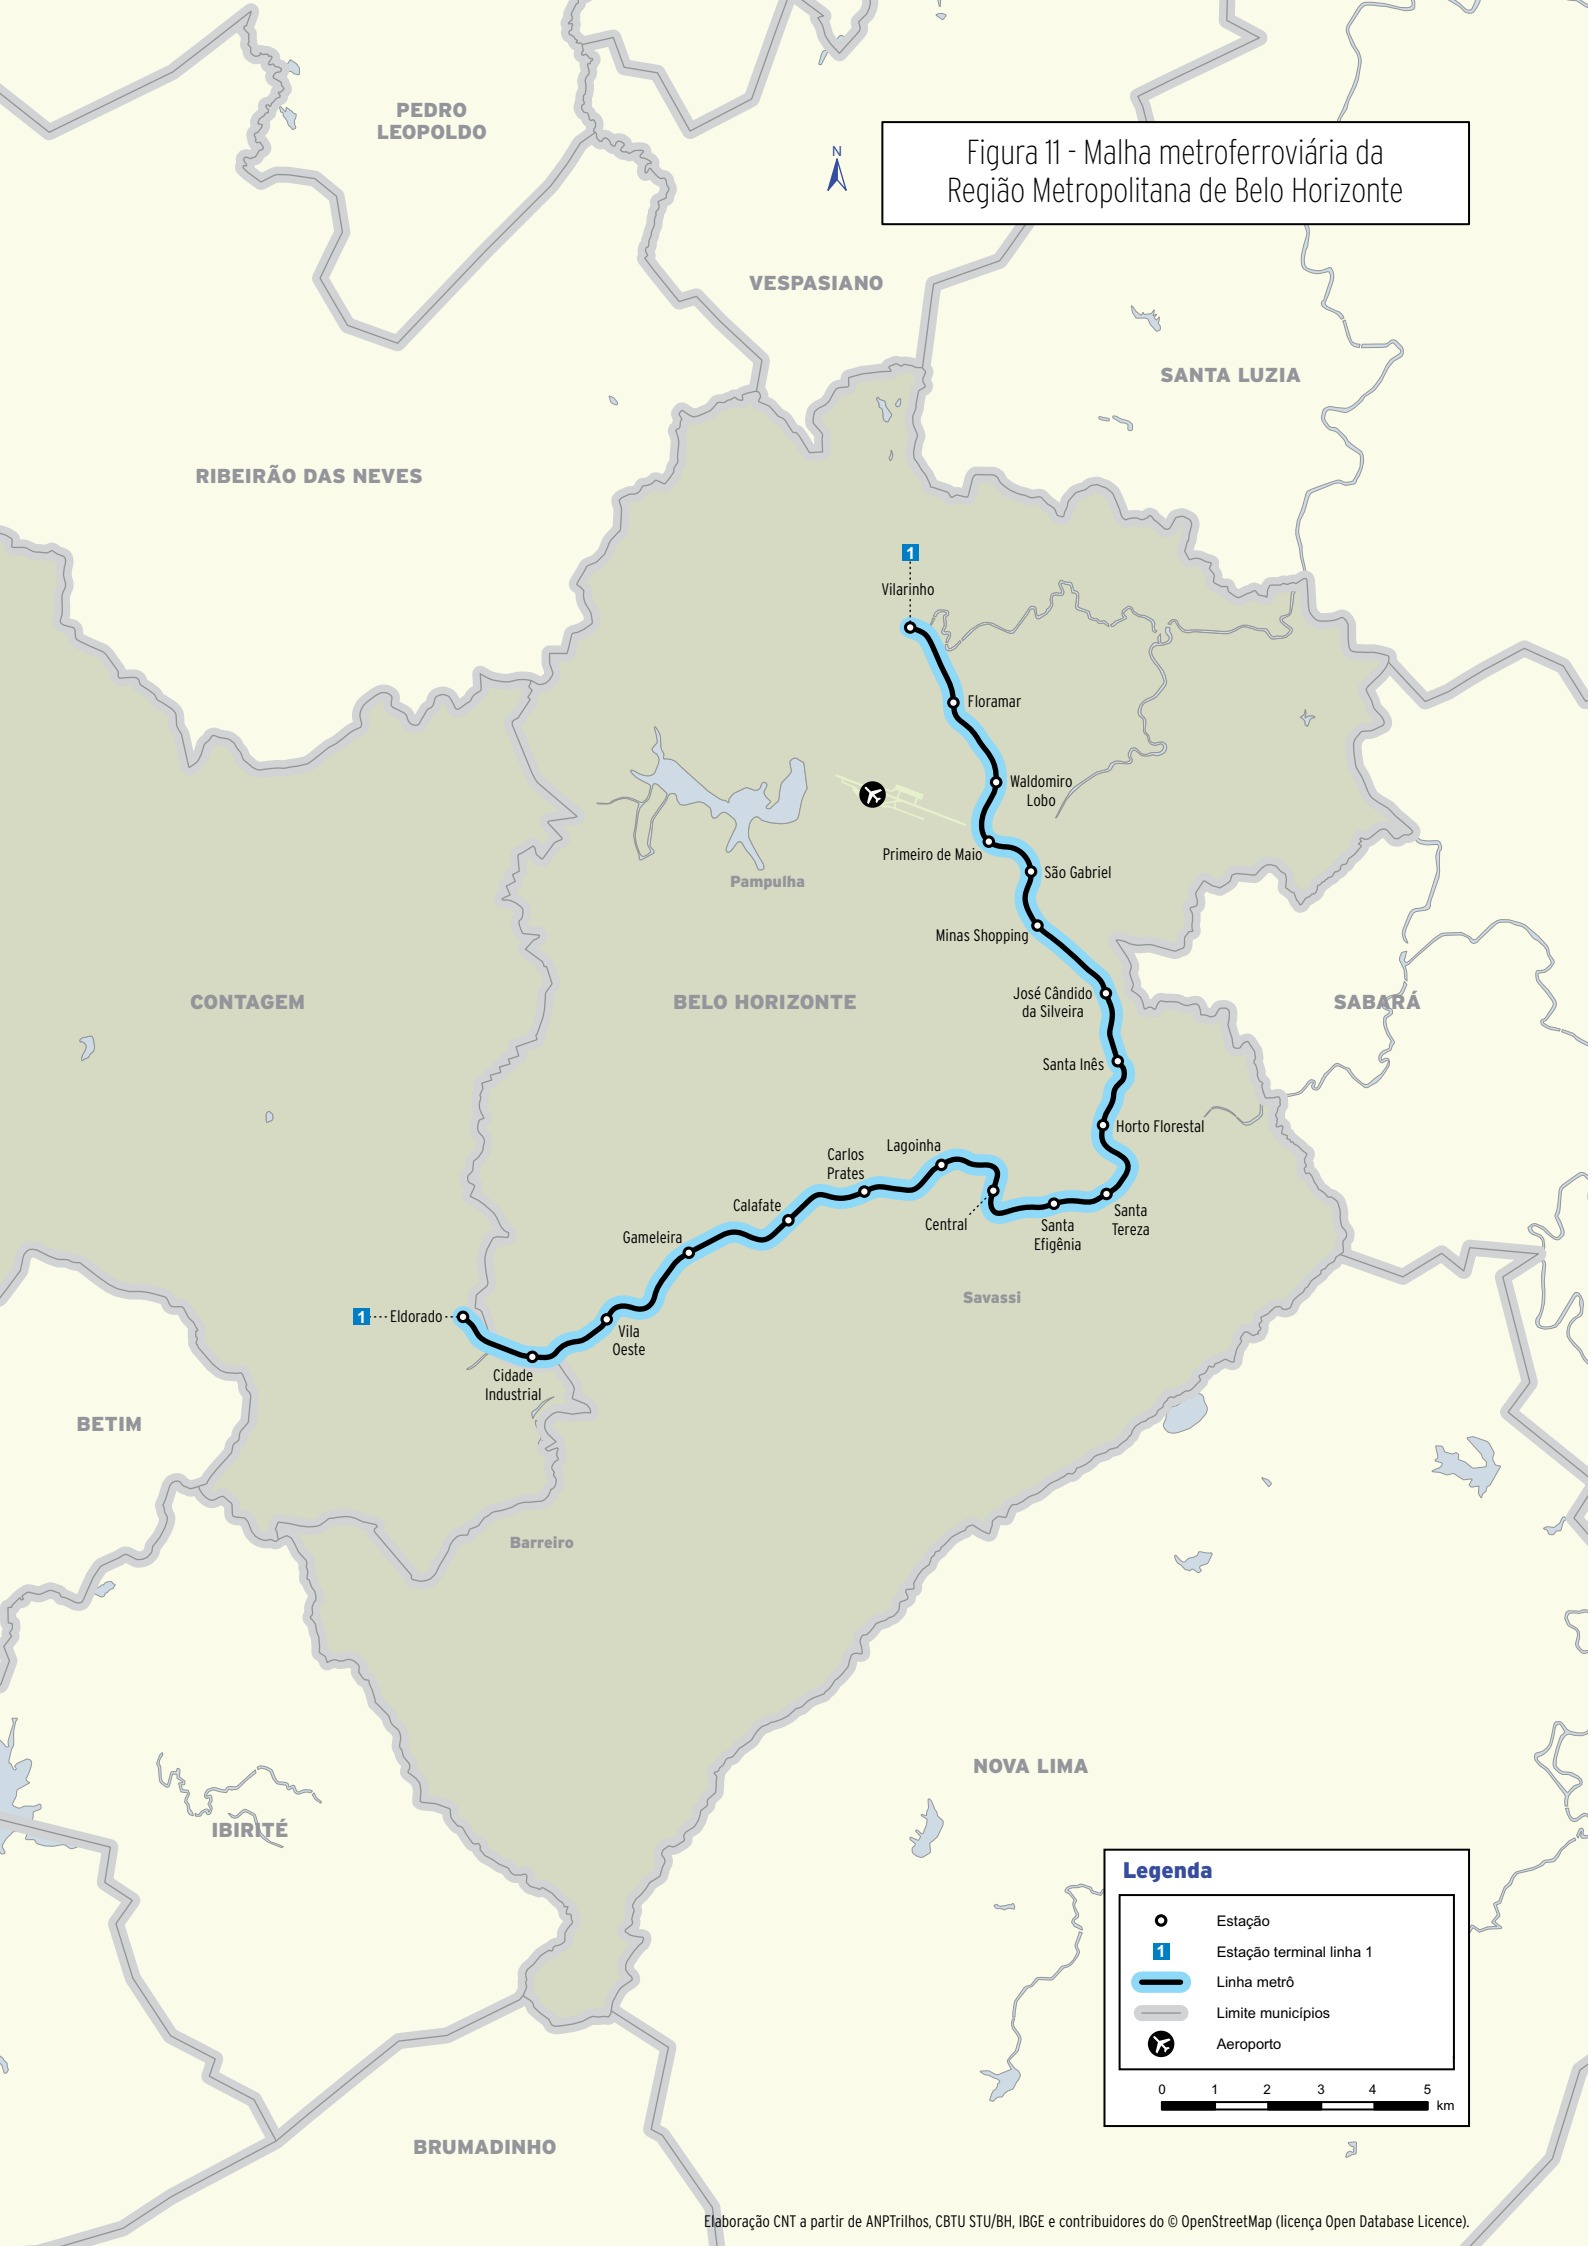 PEDRO
LEOPOLDO
N
Figura 11 - Malha metroferroviária da
Região Metropolitana de Belo Horizonte
VESPASIANO
SANTA LUZIA
RIBEIRÃO DAS NEVES
1
Vilarinho
Floramar
Waldomiro
Lobo
Primeiro de Maio
São Gabriel
Pampulha
Minas Shopping
José Cândido
da Silveira
CONTAGEM
BELO HORIZONTE
SABARÁ
Santa Inês
Horto Florestal
Lagoinha
Carlos
Prates
Calafate
Central
Santa
Efigênia
Santa
Tereza
Gameleira
Savassi
1
Eldorado
Vila
Oeste
Cidade
Industrial
BETIM
Barreiro
NOVA LIMA
IBIRITÉ
Legenda
Estação
1
Estação terminal linha 1
Linha metrô
Limite municípios
Aeroporto
0 1 2 3 4 5
km
BRUMADINHO
Elaboração CNT a partir de ANPTrilhos, CBTU STU/BH, IBGE e contribuidores do © OpenStreetMap (licença Open Database Licence).